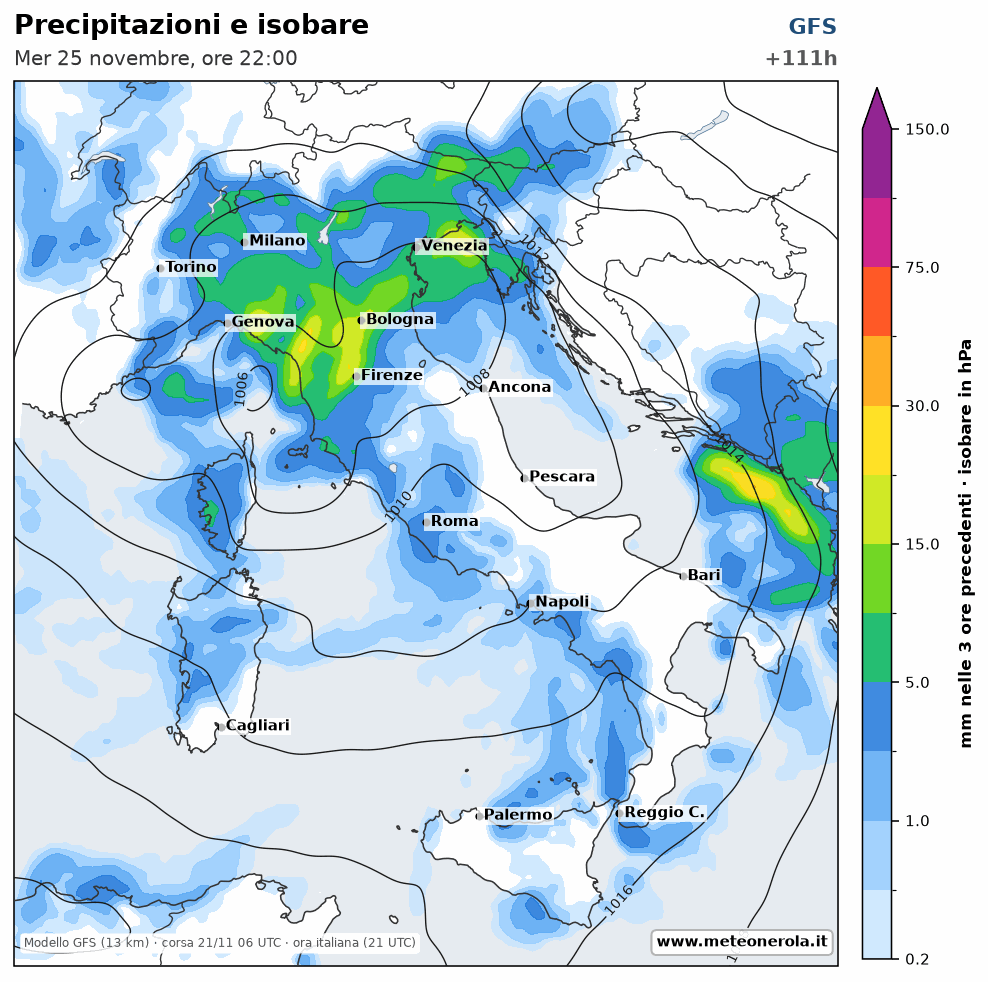 Precipitazioni e isobare
GFS
Mer 25 novembre, ore 22:00
+111h
150.0
75.0
30.0
15.0
5.0
1.0
0.2
mm nelle 3 ore precedenti · isobare in hPa
Milano
Venezia
1012
Torino
Genova
Bologna
Firenze
1006
1008
Ancona
1014
Pescara
1010
Roma
Bari
Napoli
Cagliari
Palermo
Reggio C.
1016
Modello GFS (13 km) · corsa 21/11 06 UTC · ora italiana (21 UTC)
www.meteonerola.it